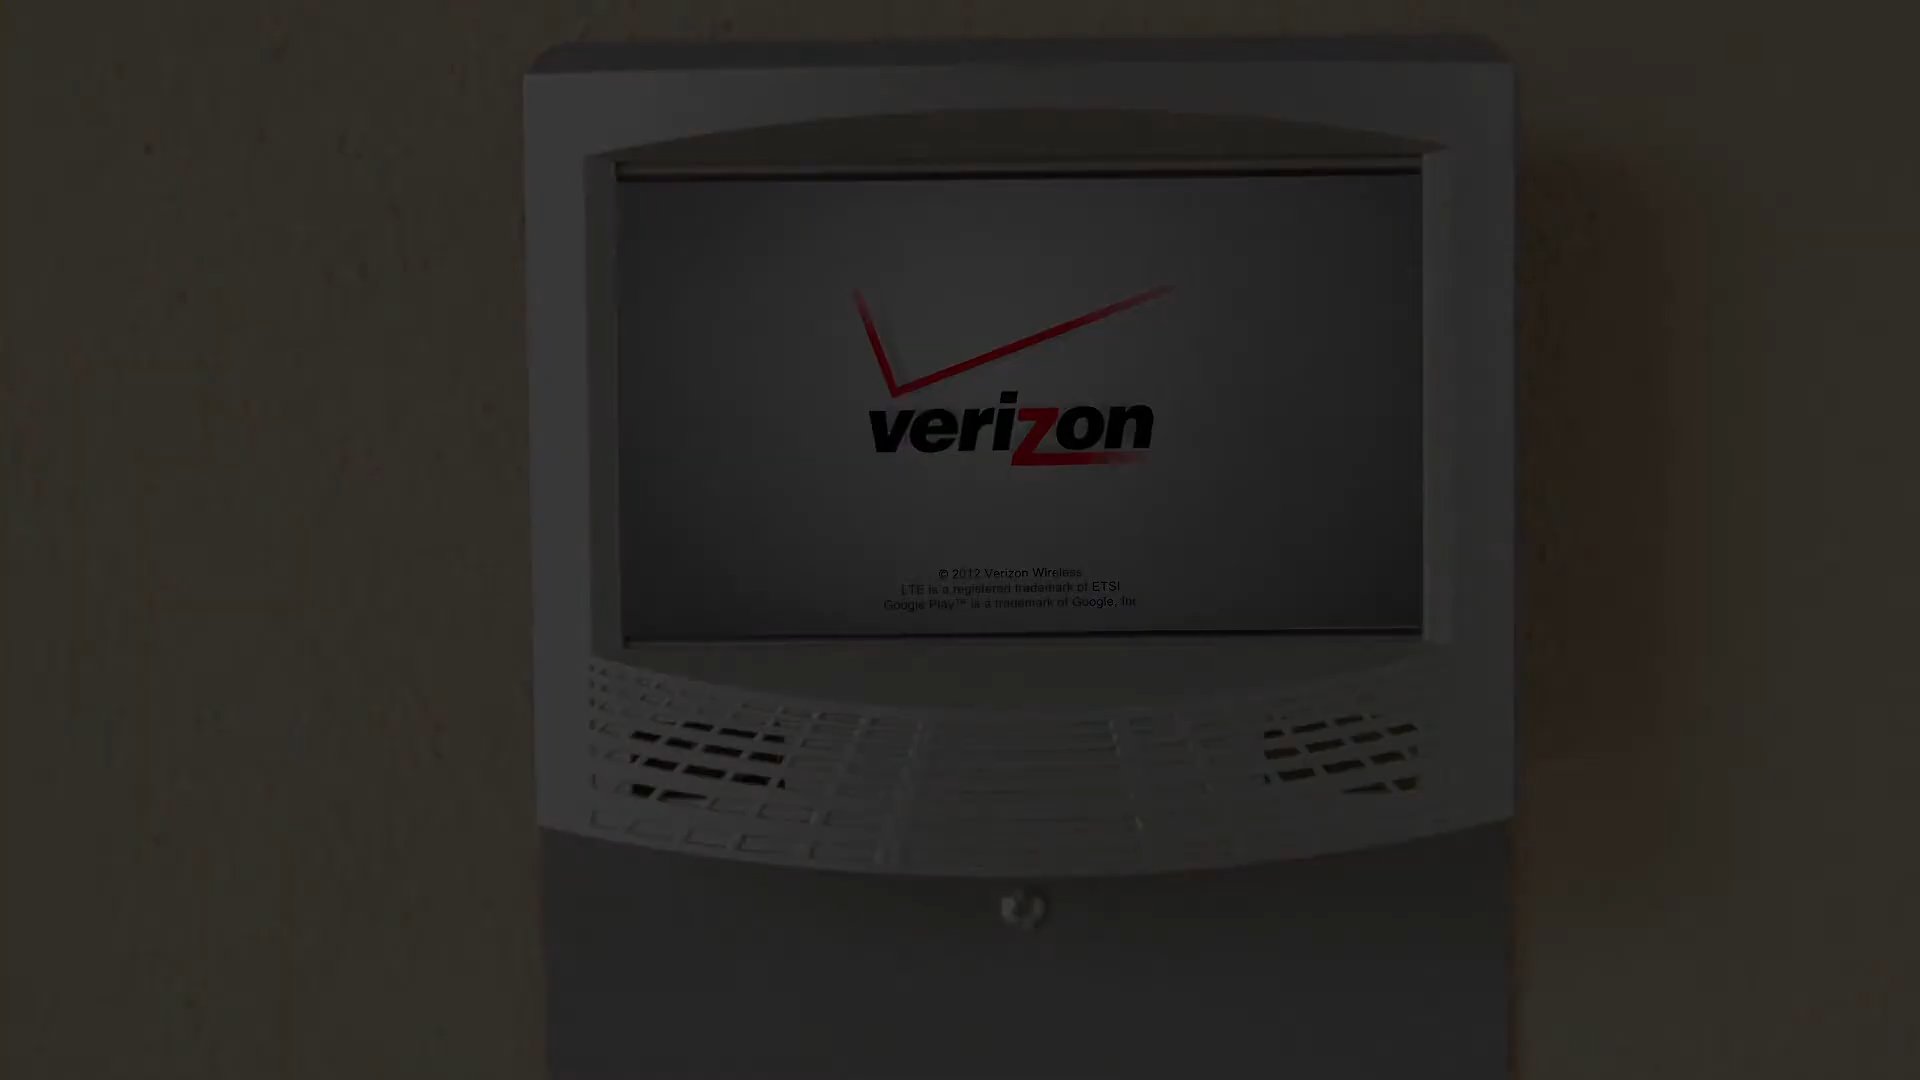 verizon
© 2012 Verizon Wireless.
LTE is a registered trademark of ETSI
Google Play™ is a trademark of Google, Inc